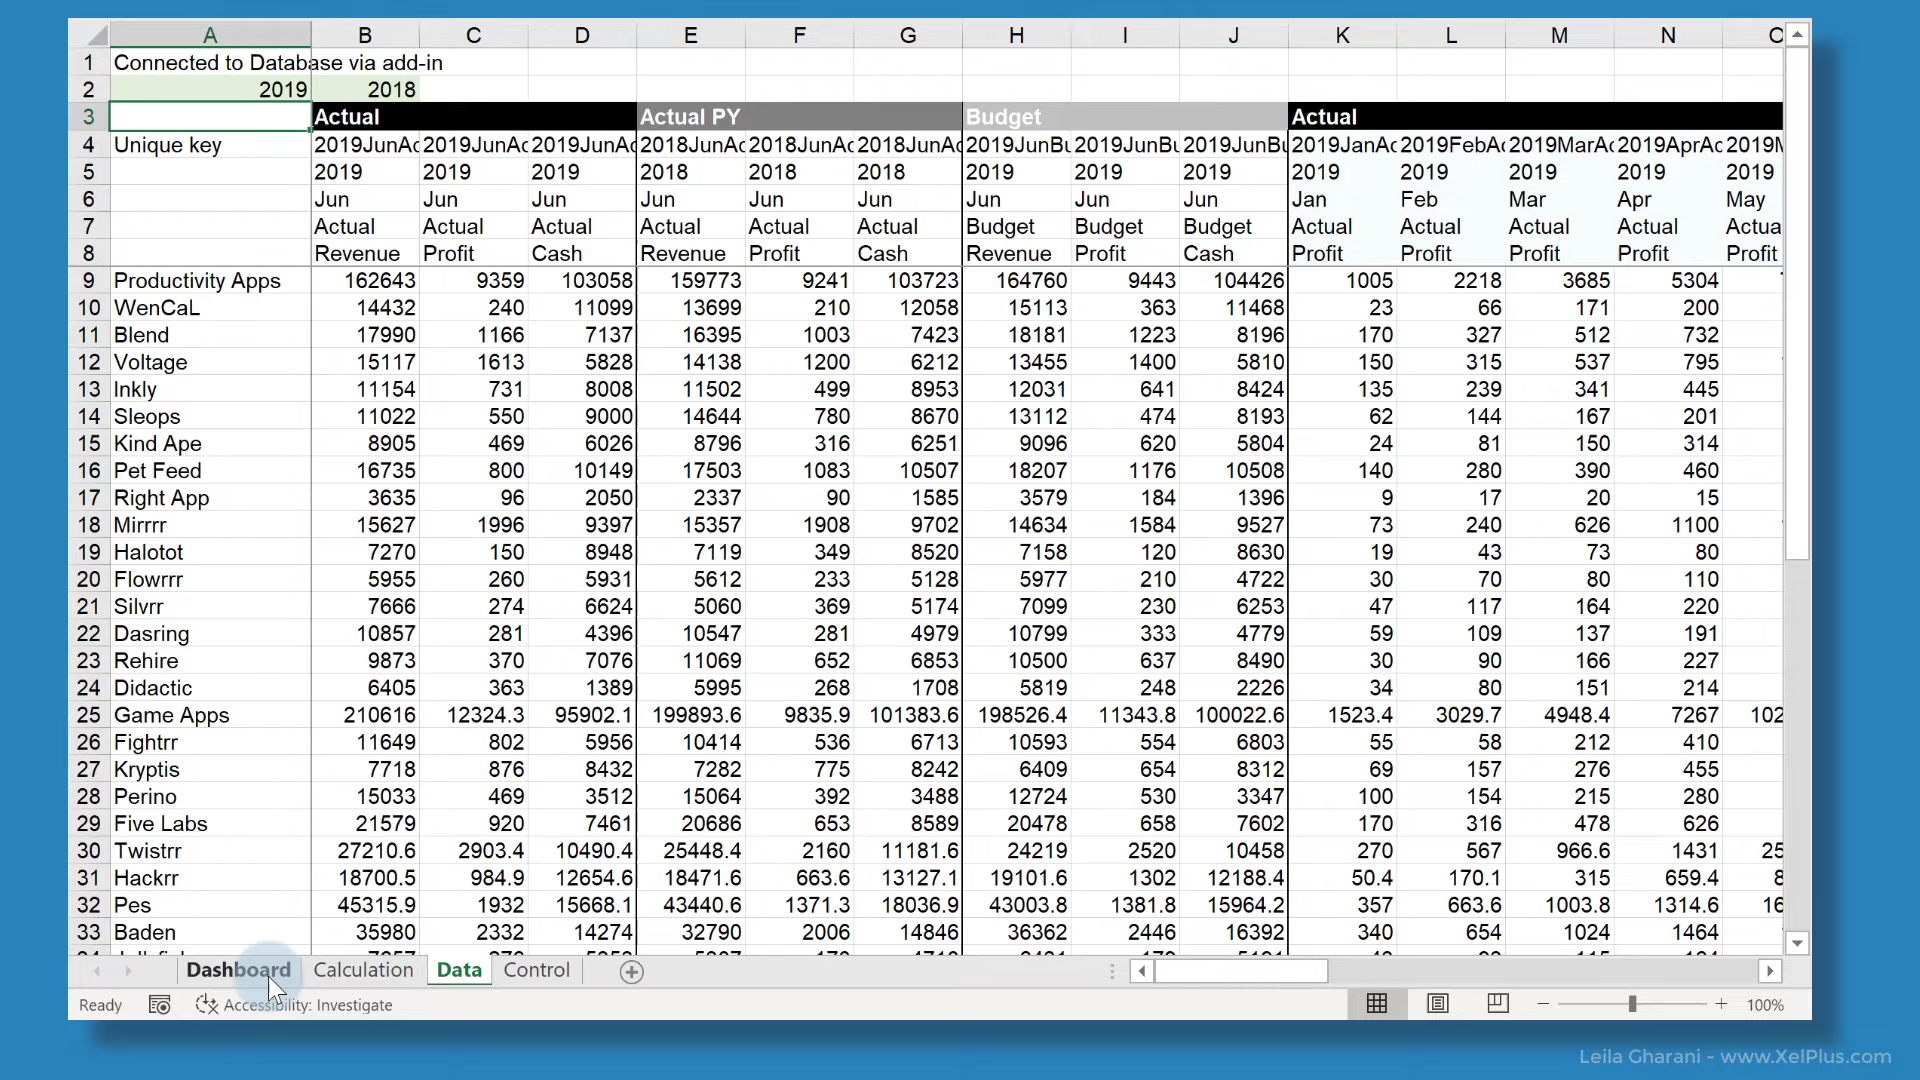 A B C D E F G H I J K L M N
1 Connected to Database via add-in
2 2019 2018
3 Actual Actual PY Budget Actual
4 Unique key 2019JunAc 2019JunAc 2019JunAc 2018JunAc 2018JunAc 2018JunAc 2019JunBu 2019JunBu 2019JunBu 2019JanAc 2019FebAc 2019MarAc 2019AprAc 2019M
5 2019 2019 2019 2018 2018 2018 2019 2019 2019 2019 2019 2019 2019 2019
6 Jun Jun Jun Jun Jun Jun Jun Jun Jun Jan Feb Mar Apr May
7 Actual Actual Actual Actual Actual Actual Budget Budget Budget Actual Actual Actual Actual Actua
8 Revenue Profit Cash Revenue Profit Cash Revenue Profit Cash Profit Profit Profit Profit Profit
9 Productivity Apps 162643 9359 103058 159773 9241 103723 164760 9443 104426 1005 2218 3685 5304
10 WenCaL 14432 240 11099 13699 210 12058 15113 363 11468 23 66 171 200
11 Blend 17990 1166 7137 16395 1003 7423 18181 1223 8196 170 327 512 732
12 Voltage 15117 1613 5828 14138 1200 6212 13455 1400 5810 150 315 537 795
13 Inkly 11154 731 8008 11502 499 8953 12031 641 8424 135 239 341 445
14 Sleops 11022 550 9000 14644 780 8670 13112 474 8193 62 144 167 201
15 Kind Ape 8905 469 6026 8796 316 6251 9096 620 5804 24 81 150 314
16 Pet Feed 16735 800 10149 17503 1083 10507 18207 1176 10508 140 280 390 460
17 Right App 3635 96 2050 2337 90 1585 3579 184 1396 9 17 20 15
18 Mirrrr 15627 1996 9397 15357 1908 9702 14634 1584 9527 73 240 626 1100
19 Halotot 7270 150 8948 7119 349 8520 7158 120 8630 19 43 73 80
20 Flowrrr 5955 260 5931 5612 233 5128 5977 210 4722 30 70 80 110
21 Silvrr 7666 274 6624 5060 369 5174 7099 230 6253 47 117 164 220
22 Dasring 10857 281 4396 10547 281 4979 10799 333 4779 59 109 137 191
23 Rehire 9873 370 7076 11069 652 6853 10500 637 8490 30 90 166 227
24 Didactic 6405 363 1389 5995 268 1708 5819 248 2226 34 80 151 214
25 Game Apps 210616 12324.3 95902.1 199893.6 9835.9 101383.6 198526.4 11343.8 100022.6 1523.4 3029.7 4948.4 7267 102
26 Fightrr 11649 802 5956 10414 536 6713 10593 554 6803 55 58 212 410
27 Kryptis 7718 876 8432 7282 775 8242 6409 654 8312 69 157 276 455
28 Perino 15033 469 3512 15064 392 3488 12724 530 3347 100 154 215 280
29 Five Labs 21579 920 7461 20686 653 8589 20478 658 7602 170 316 478 626
30 Twistrr 27210.6 2903.4 10490.4 25448.4 2160 11181.6 24219 2520 10458 270 567 966.6 1431 25
31 Hackrr 18700.5 984.9 12654.6 18471.6 663.6 13127.1 19101.6 1302 12188.4 50.4 170.1 315 659.4 8
32 Pes 45315.9 1932 15668.1 43440.6 1371.3 18036.9 43003.8 1381.8 15964.2 357 663.6 1003.8 1314.6 16
33 Baden 35980 2332 14274 32790 2006 14846 36362 2446 16392 340 654 1024 1464
Dashboard Calculation Data Control
Ready Accessibility: Investigate 100%
Leila Gharani - www.XelPlus.com